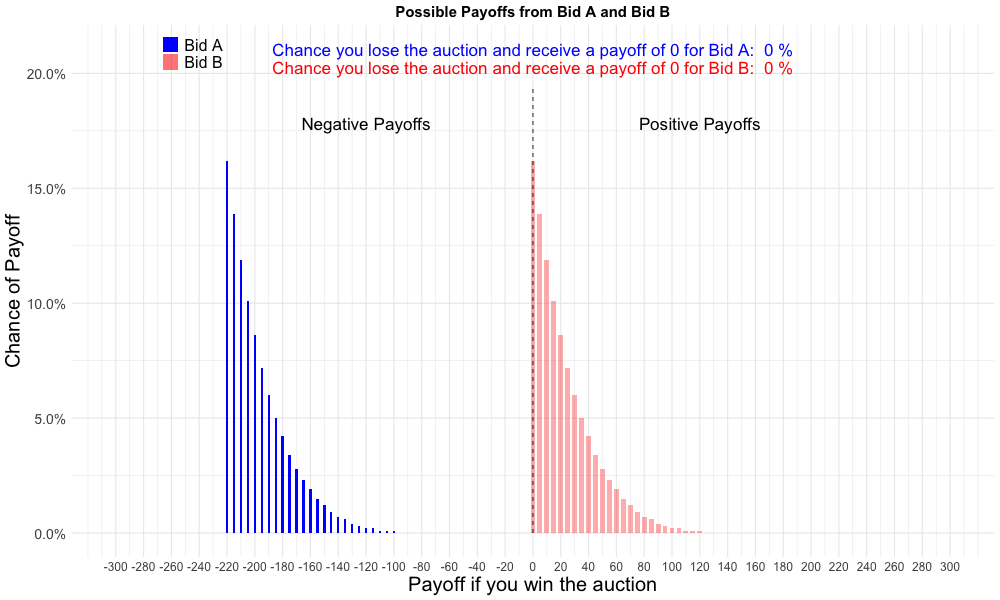 Possible Payoffs from Bid A and Bid B
Bid A
Bid B
Chance you lose the auction and receive a payoff of 0 for Bid A:  0 %
Chance you lose the auction and receive a payoff of 0 for Bid B:  0 %
Negative Payoffs
Positive Payoffs
Chance of Payoff
20.0%
15.0%
10.0%
5.0%
0.0%
-300 -280 -260 -240 -220 -200 -180 -160 -140 -120 -100 -80 -60 -40 -20 0 20 40 60 80 100 120 140 160 180 200 220 240 260 280 300
Payoff if you win the auction